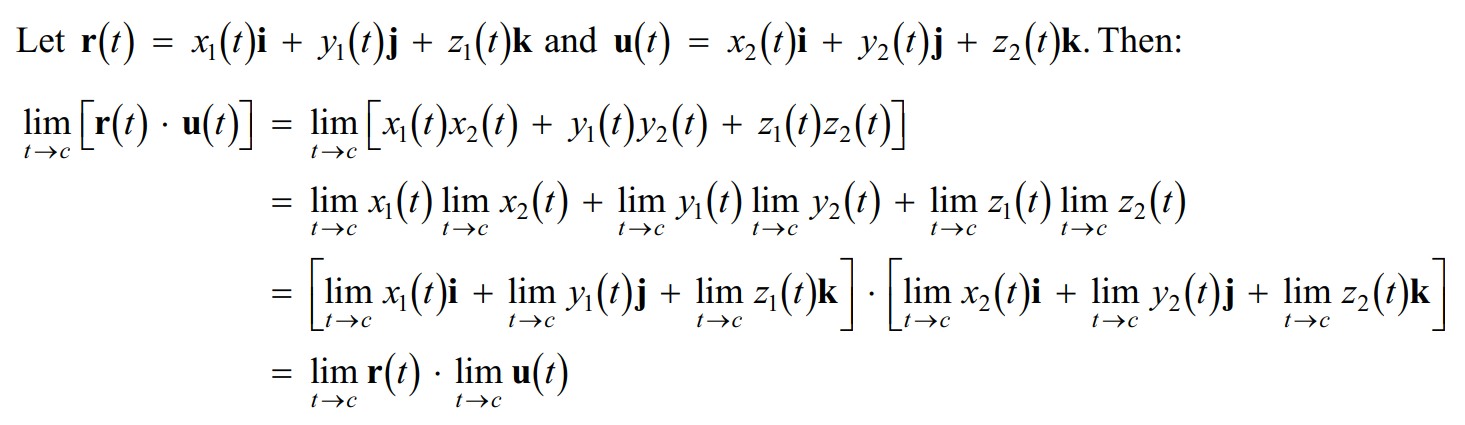 Let r(t) = x₁(t)i + y₁(t)j + z₁(t)k and u(t) = x₂(t)i + y₂(t)j + z₂(t)k. Then:
lim_{t→c} [r(t) · u(t)] = lim_{t→c} [x₁(t)x₂(t) + y₁(t)y₂(t) + z₁(t)z₂(t)]
= lim_{t→c} x₁(t) lim_{t→c} x₂(t) + lim_{t→c} y₁(t) lim_{t→c} y₂(t) + lim_{t→c} z₁(t) lim_{t→c} z₂(t)
= [lim_{t→c} x₁(t)i + lim_{t→c} y₁(t)j + lim_{t→c} z₁(t)k] · [lim_{t→c} x₂(t)i + lim_{t→c} y₂(t)j + lim_{t→c} z₂(t)k]
= lim_{t→c} r(t) · lim_{t→c} u(t)